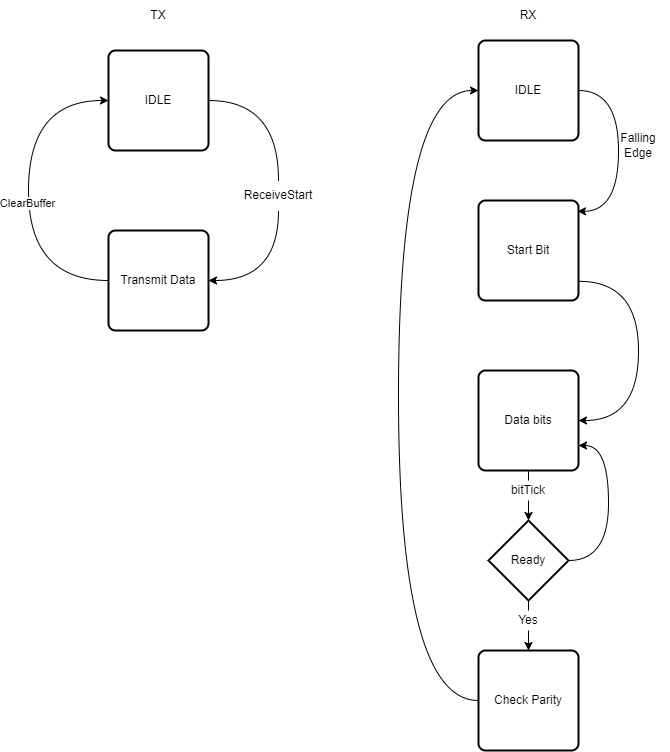 TX
IDLE
ClearBuffer
ReceiveStart
Transmit Data
RX
IDLE
Falling
Edge
Start Bit
Data bits
bitTick
Ready
Yes
Check Parity